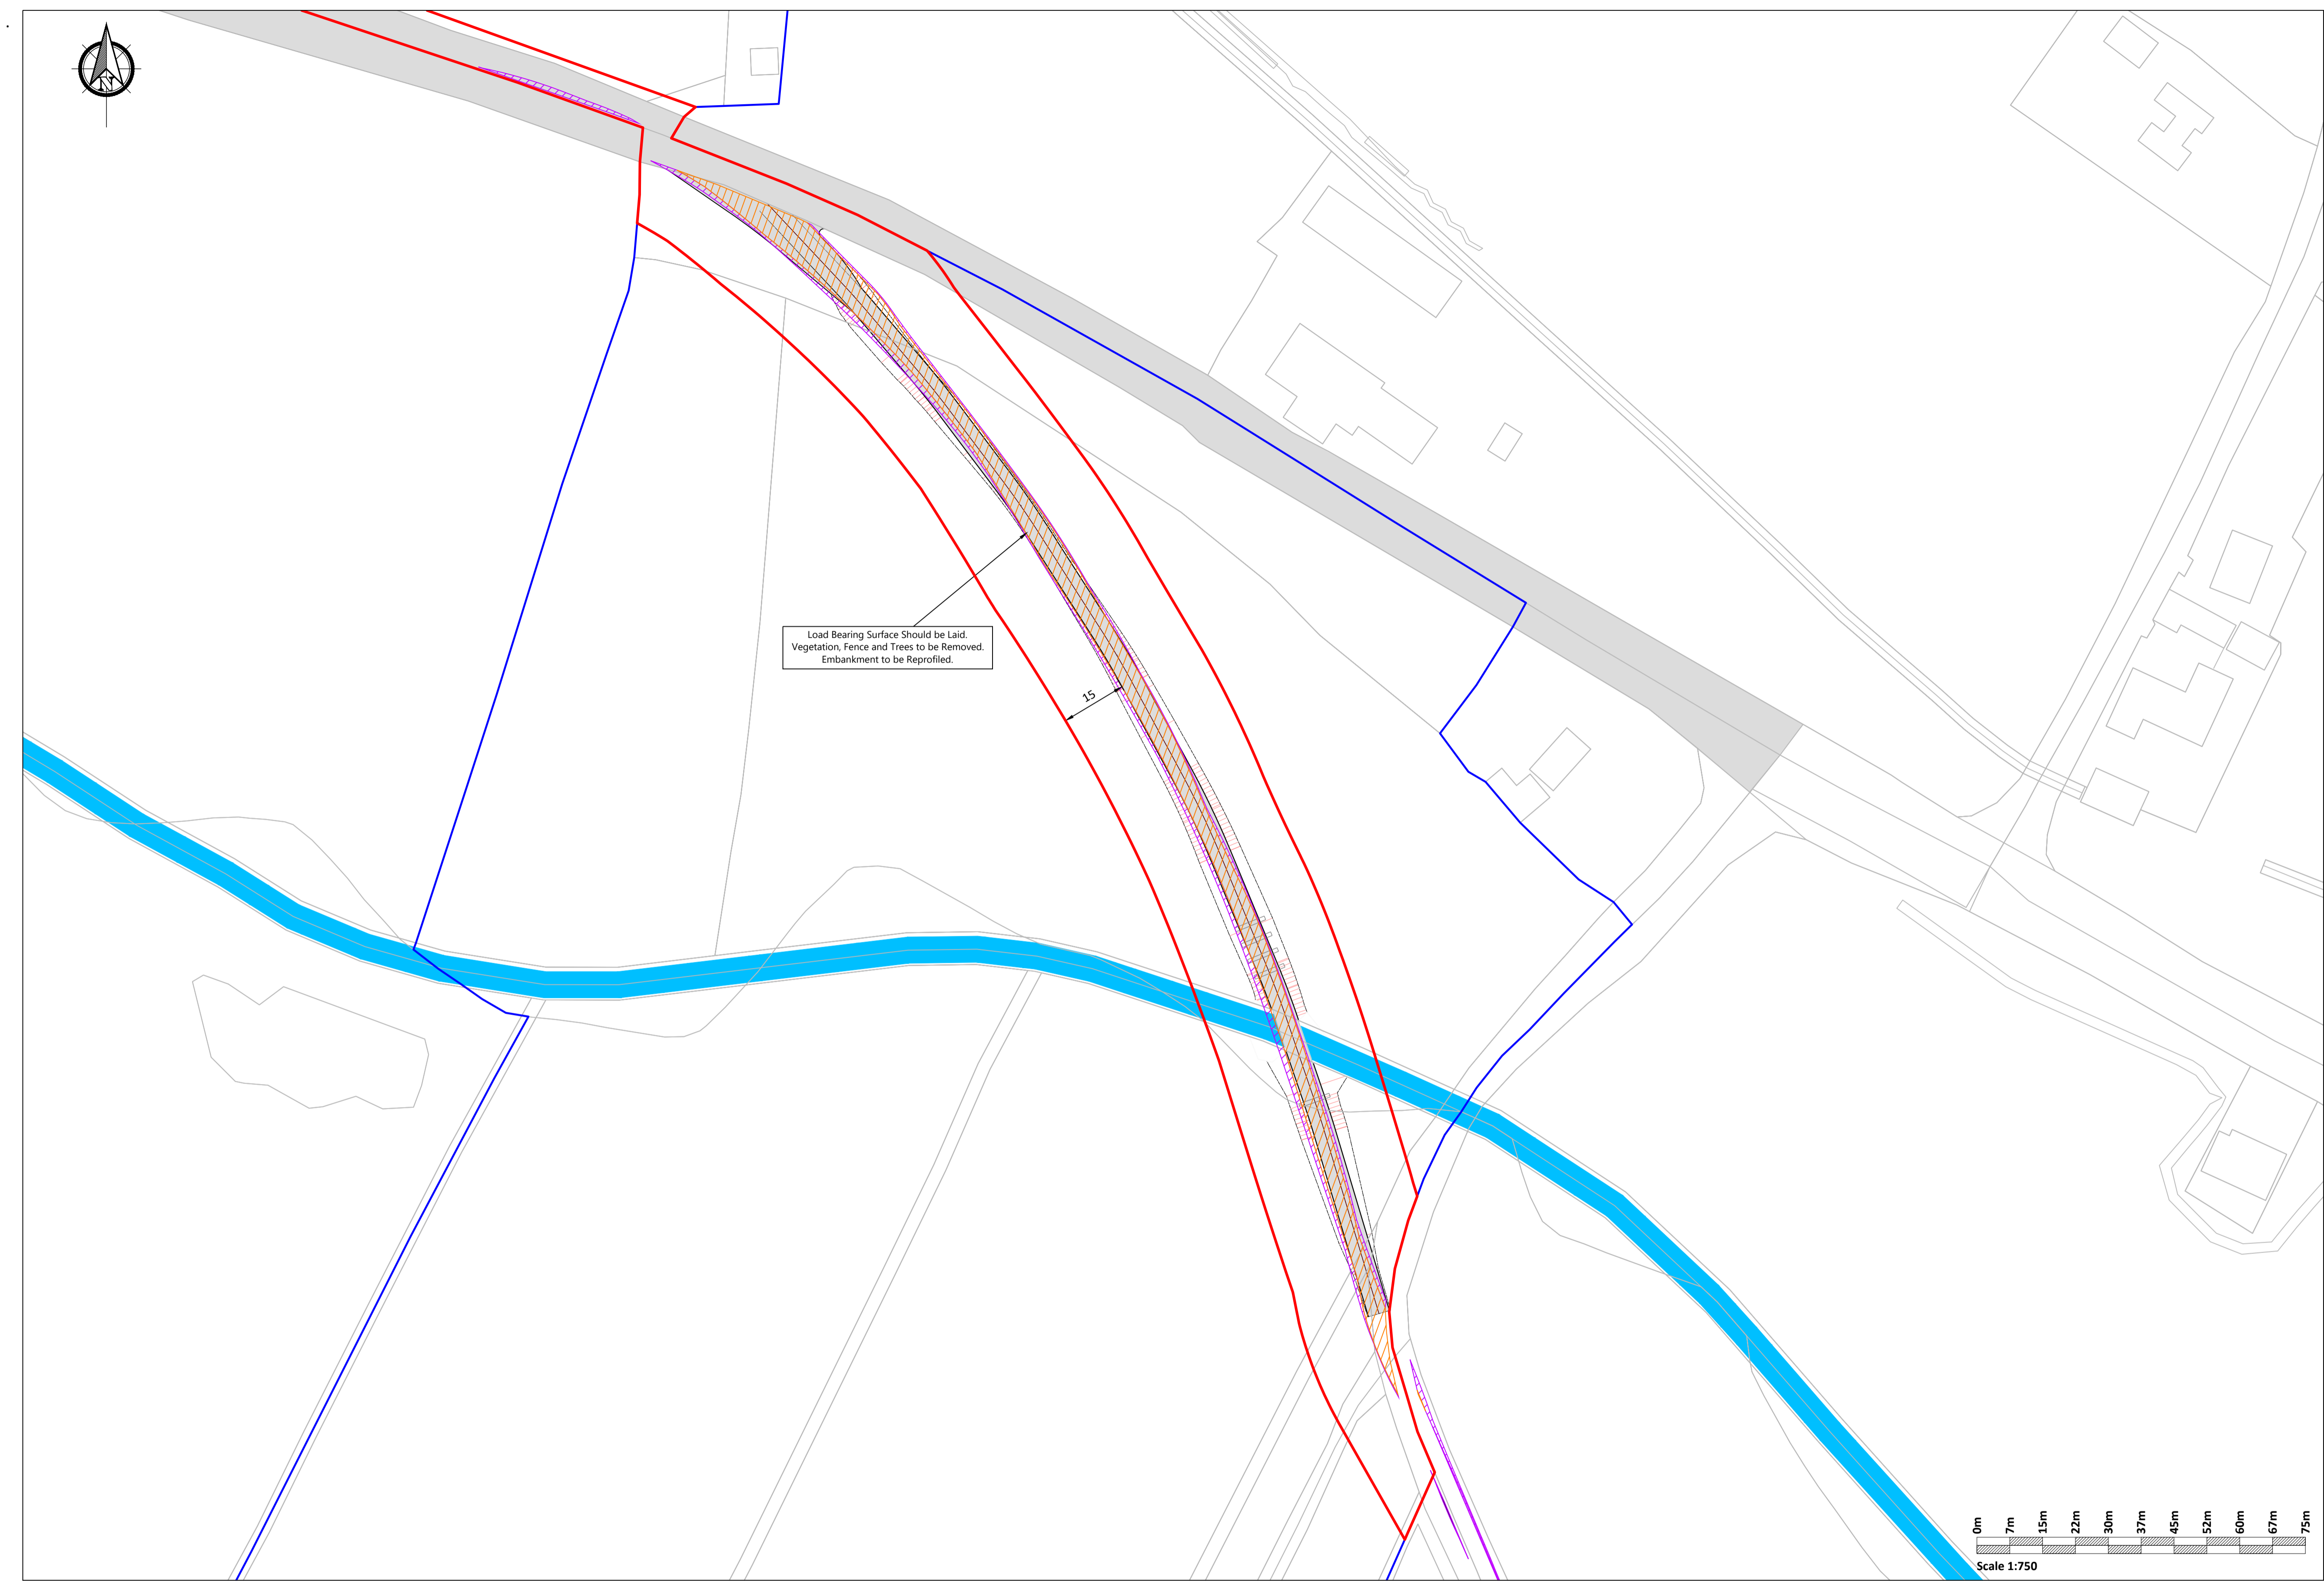 N
Load Bearing Surface Should be Laid.
Vegetation, Fence and Trees to be Removed.
Embankment to be Reprofiled.
15
0m
7m
15m
22m
30m
37m
45m
52m
60m
67m
75m
Scale 1:750